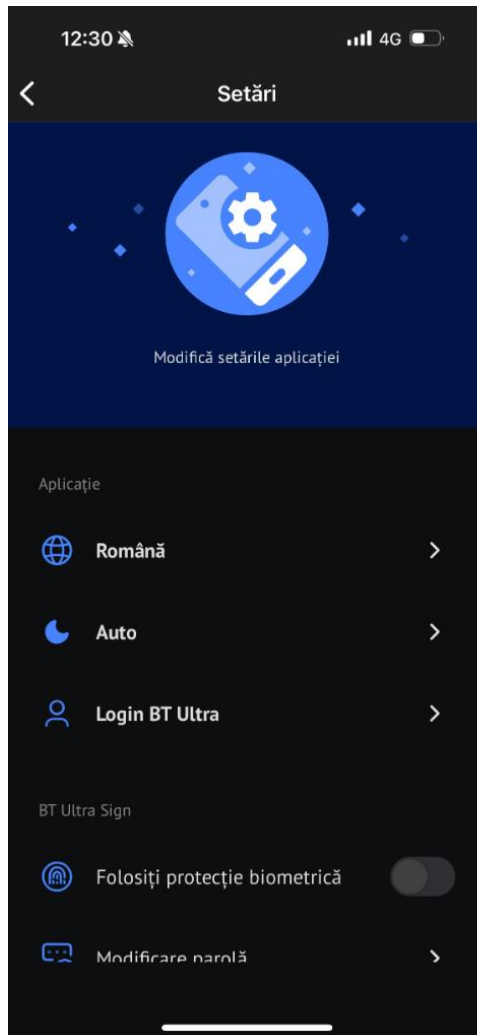 12:30
4G
Setări
Modifică setările aplicației
Aplicație
Română
Auto
Login BT Ultra
BT Ultra Sign
Folosiți protecție biometrică
Modificare parolă